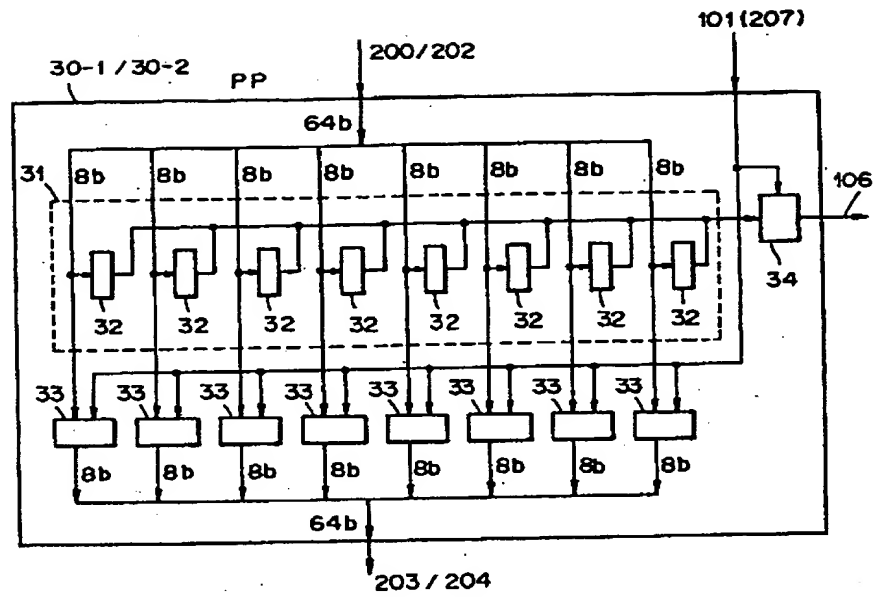 101(207)
200/202
30-1/30-2
PP
64b
31
8b 8b 8b 8b 8b 8b 8b 8b
106
34
32 32 32 32 32 32 32 32
33 33 33 33 33 33 33 33
8b 8b 8b 8b 8b 8b 8b 8b
64b
203/204